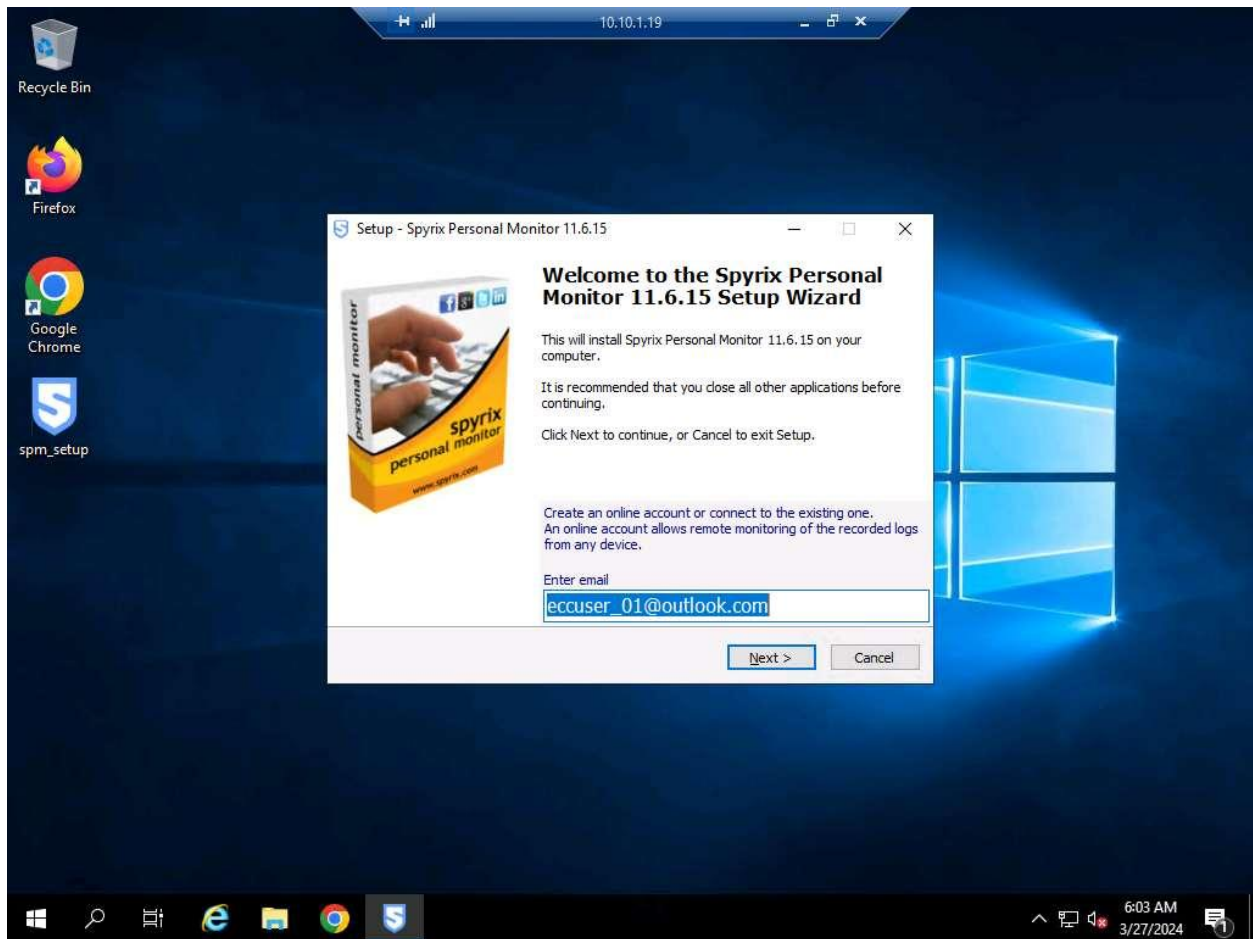 10.10.1.19
Recycle Bin
Firefox
Google
Chrome
spm_setup
Setup - Spyrix Personal Monitor 11.6.15
Welcome to the Spyrix Personal
Monitor 11.6.15 Setup Wizard
This will install Spyrix Personal Monitor 11.6.15 on your
computer.
It is recommended that you close all other applications before
continuing.
Click Next to continue, or Cancel to exit Setup.
personal monitor
spyrix
personal monitor
www.spyrix.com
Create an online account or connect to the existing one.
An online account allows remote monitoring of the recorded logs
from any device.
Enter email
eccuser_01@outlook.com
Next >
Cancel
6:03 AM
3/27/2024
1